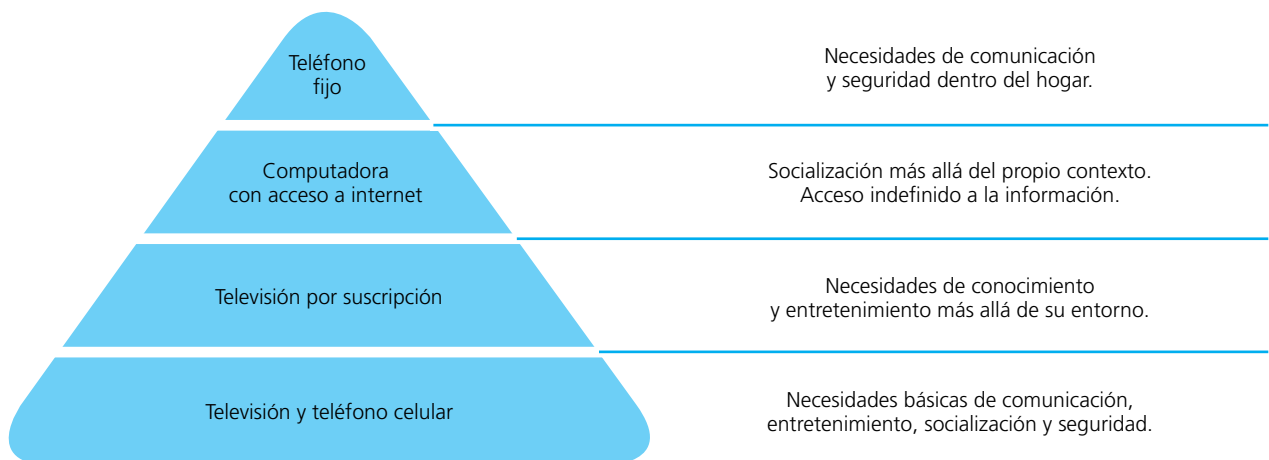 Teléfono
fijo
Necesidades de comunicación
y seguridad dentro del hogar.
Computadora
con acceso a internet
Socialización más allá del propio contexto.
Acceso indefinido a la información.
Televisión por suscripción
Necesidades de conocimiento
y entretenimiento más allá de su entorno.
Televisión y teléfono celular
Necesidades básicas de comunicación,
entretenimiento, socialización y seguridad.